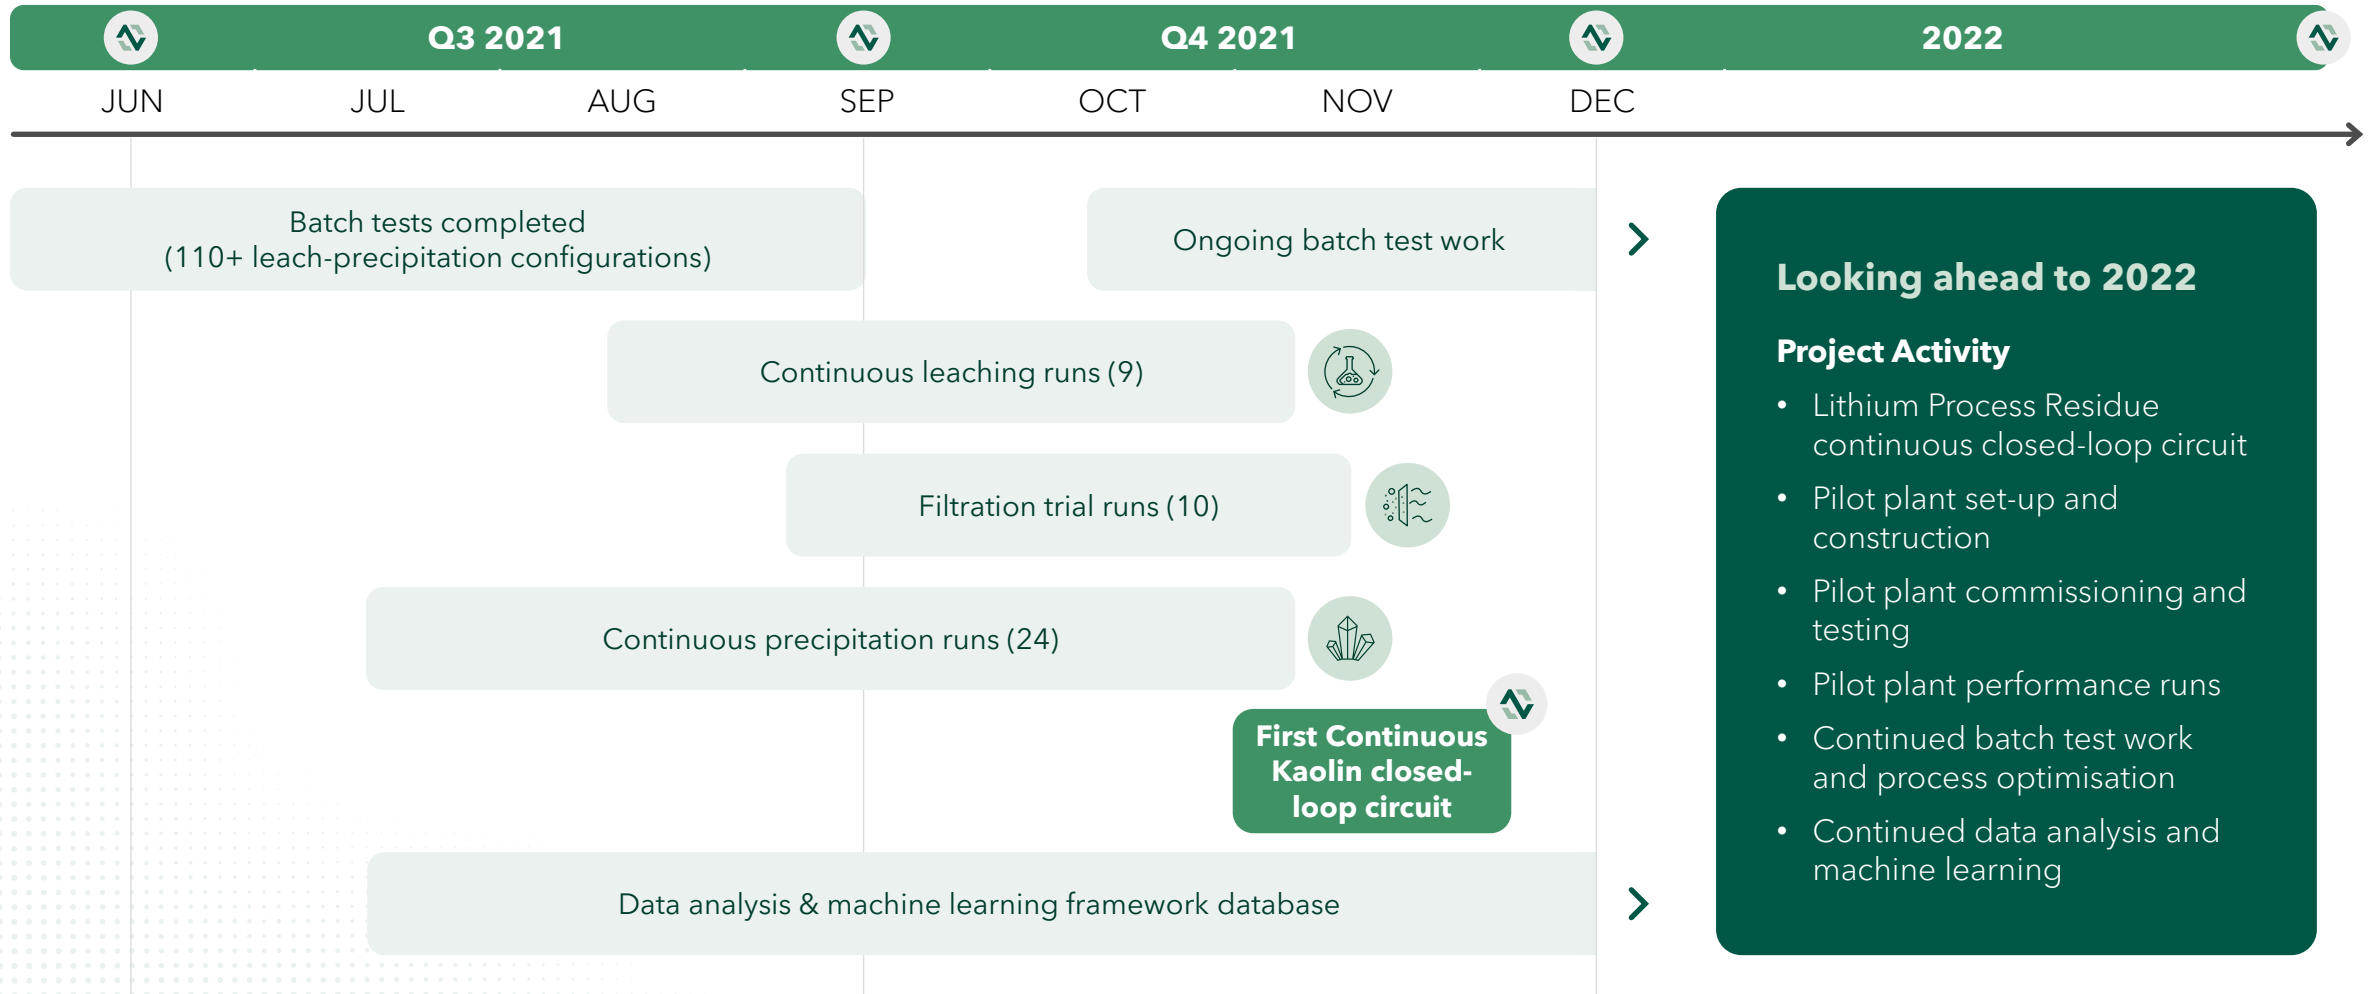 Q3 2021
Q4 2021
2022
JUN
JUL
AUG
SEP
OCT
NOV
DEC
Batch tests completed
(110+ leach-precipitation configurations)
Ongoing batch test work
Continuous leaching runs (9)
Filtration trial runs (10)
Continuous precipitation runs (24)
First Continuous
Kaolin closed-
loop circuit
Data analysis & machine learning framework database
Looking ahead to 2022
Project Activity
• Lithium Process Residue
continuous closed-loop circuit
• Pilot plant set-up and
construction
• Pilot plant commissioning and
testing
• Pilot plant performance runs
• Continued batch test work
and process optimisation
• Continued data analysis and
machine learning